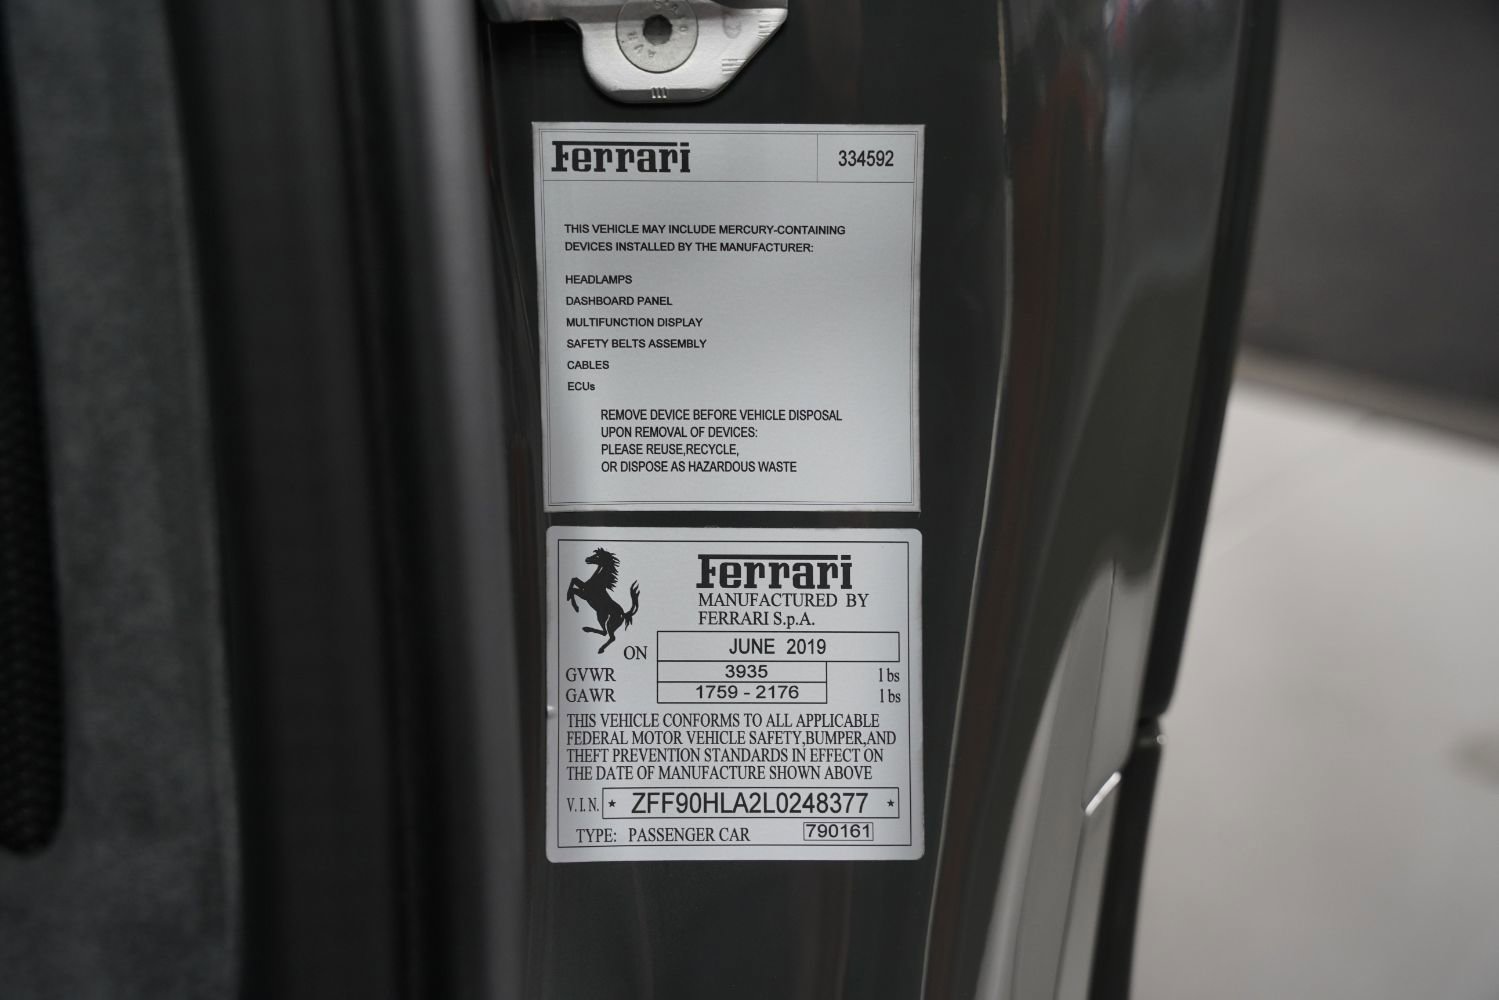 Ferrari 334592
THIS VEHICLE MAY INCLUDE MERCURY-CONTAINING
DEVICES INSTALLED BY THE MANUFACTURER:
HEADLAMPS
DASHBOARD PANEL
MULTIFUNCTION DISPLAY
SAFETY BELTS ASSEMBLY
CABLES
ECUs
REMOVE DEVICE BEFORE VEHICLE DISPOSAL
UPON REMOVAL OF DEVICES:
PLEASE REUSE,RECYCLE,
OR DISPOSE AS HAZARDOUS WASTE
Ferrari
MANUFACTURED BY
FERRARI S.p.A.
ON JUNE 2019
GVWR 3935 lbs
GAWR 1759 - 2176 lbs
THIS VEHICLE CONFORMS TO ALL APPLICABLE
FEDERAL MOTOR VEHICLE SAFETY,BUMPER,AND
THEFT PREVENTION STANDARDS IN EFFECT ON
THE DATE OF MANUFACTURE SHOWN ABOVE
V.I.N. * ZFF90HLA2L0248377 *
TYPE: PASSENGER CAR 790161